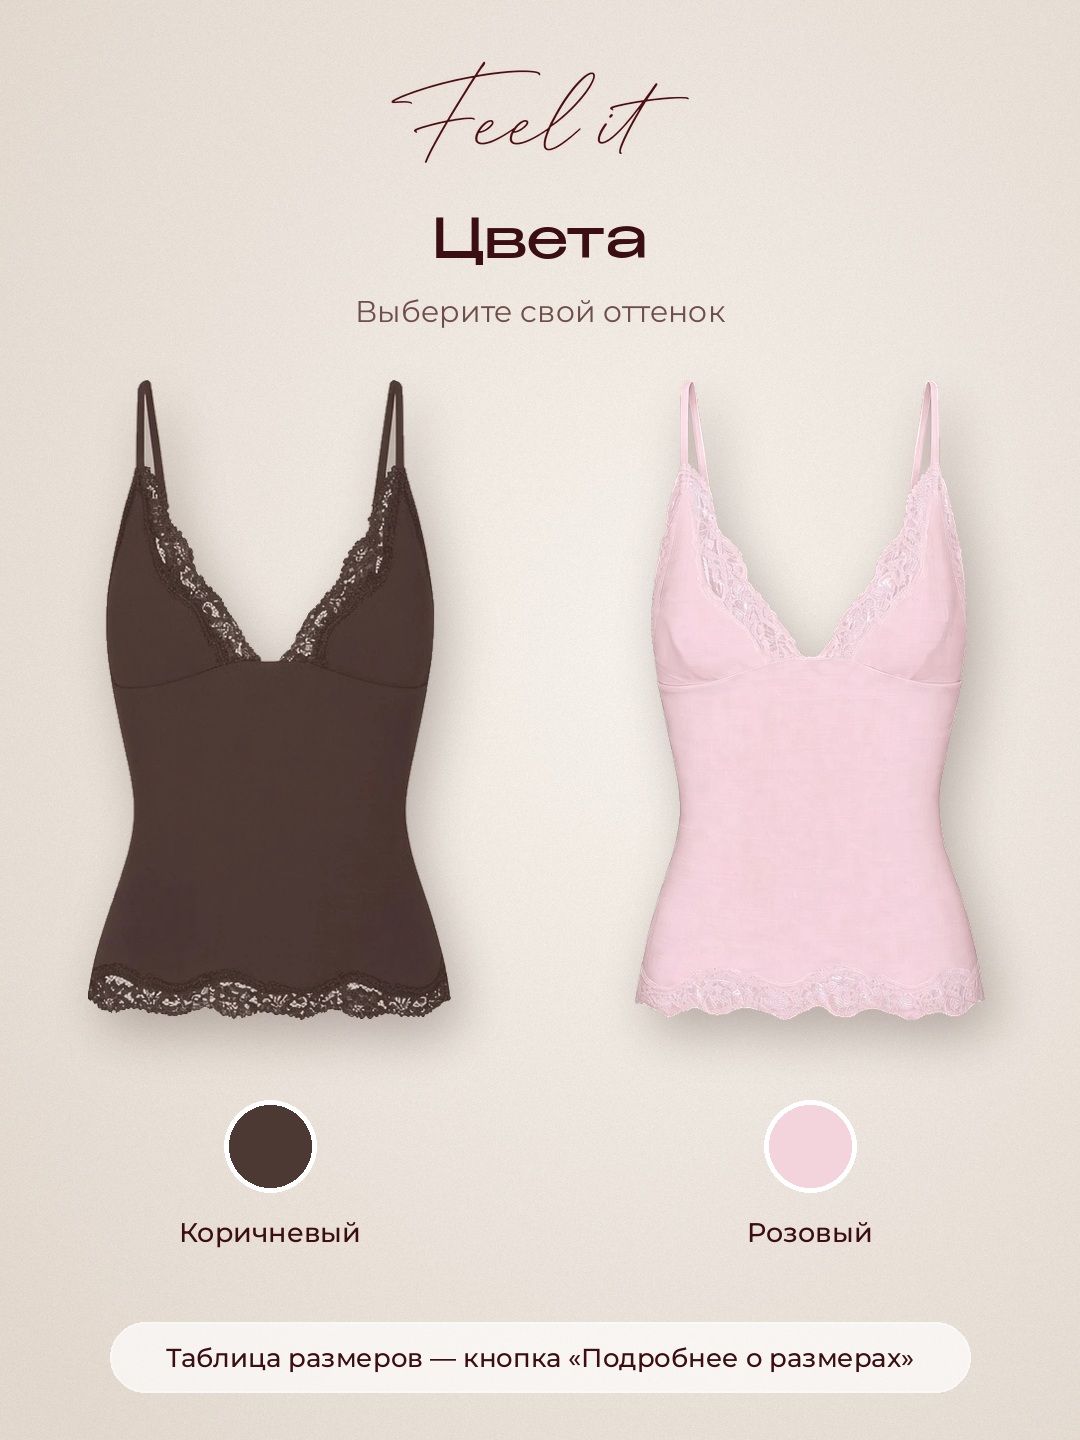 Feel it
Цвета
Выберите свой оттенок
Коричневый
Розовый
Таблица размеров — кнопка «Подробнее о размерах»